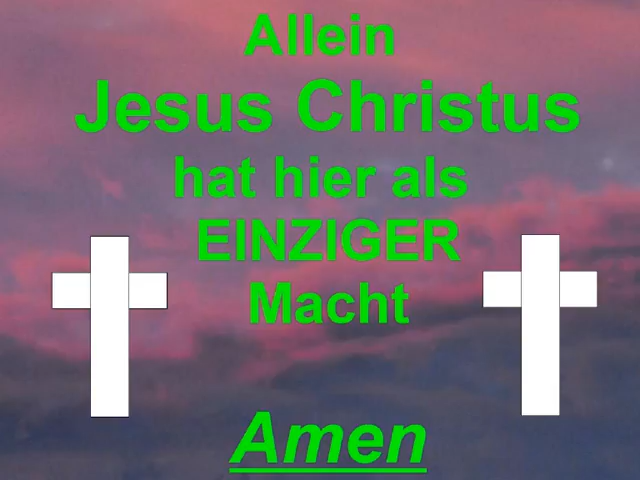 Allein
Jesus Christus
hat hier als
EINZIGER
Macht
Amen